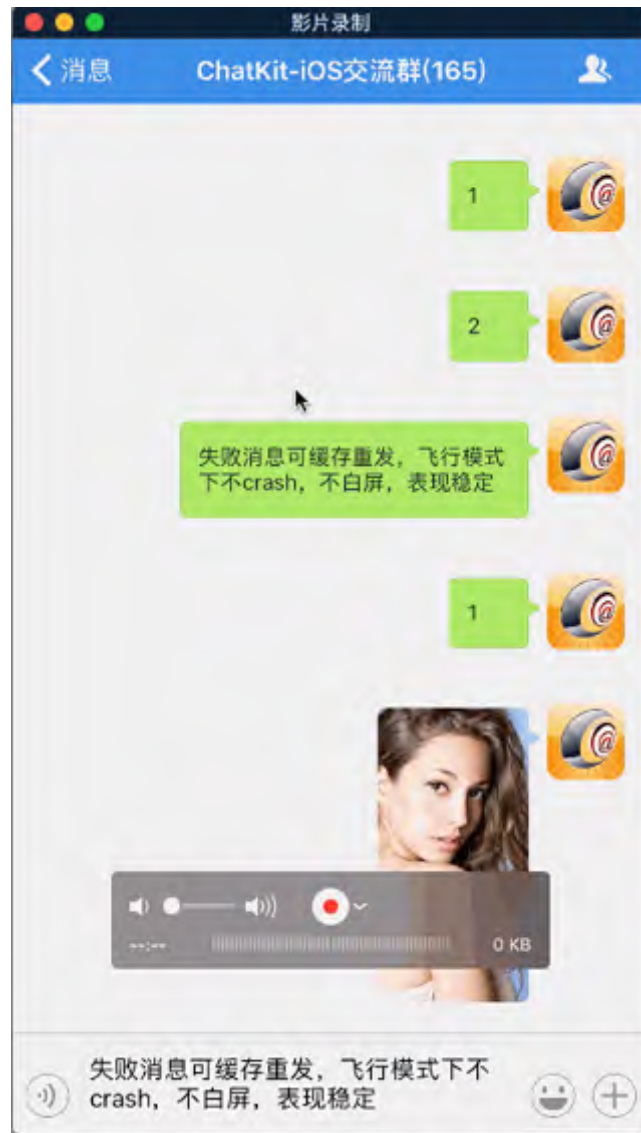 影片录制
消息
ChatKit-iOS交流群(165)
1
2
失败消息可缓存重发，飞行模式
下不crash，不白屏，表现稳定
1
--:--
0 KB
失败消息可缓存重发，飞行模式下不
crash，不白屏，表现稳定